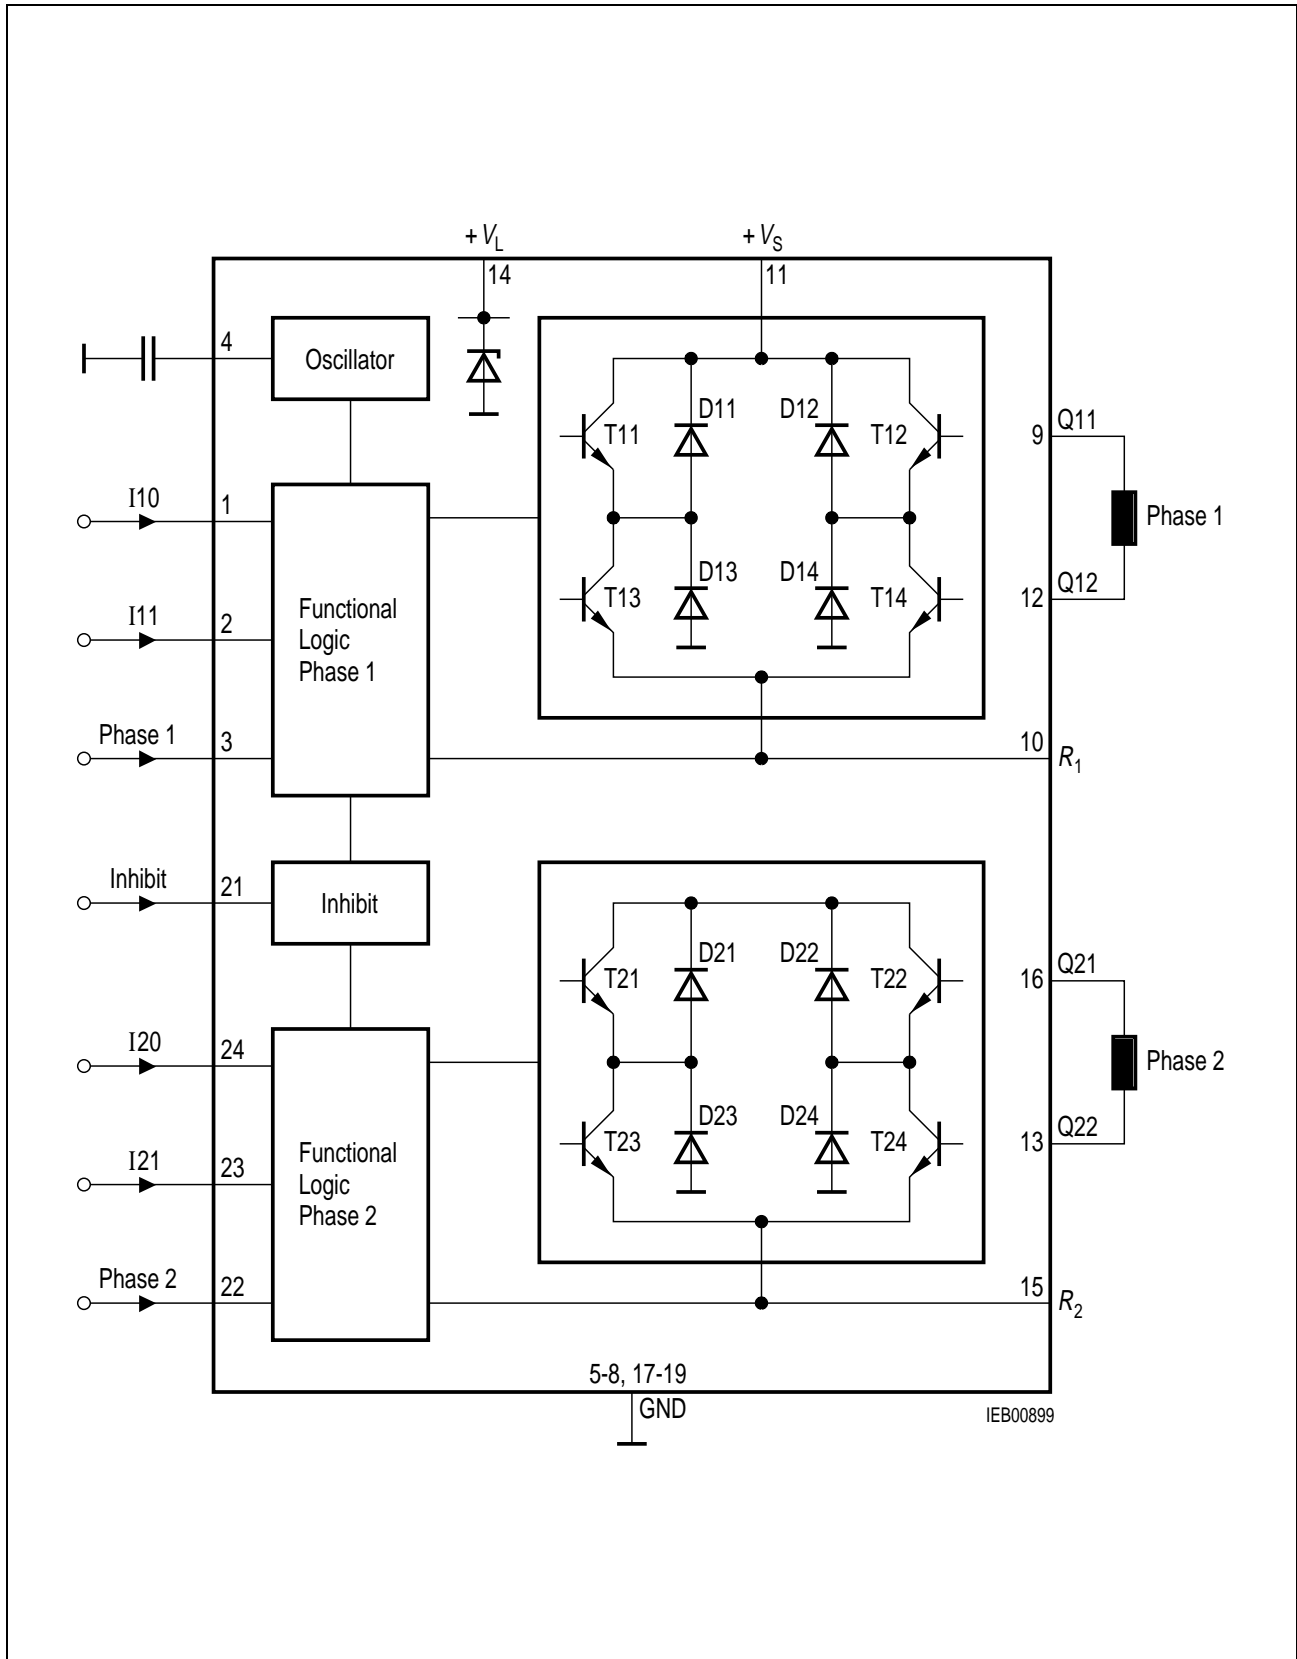 + VL
+ VS
14
11
4
Oscillator
D11
D12
T11
T12
9
Q11
I10
1
Phase 1
D13
D14
T13
T14
12
Q12
I11
2
Functional
Logic
Phase 1
Phase 1
3
10
R1
Inhibit
21
Inhibit
D21
D22
T21
T22
16
Q21
I20
24
Phase 2
D23
D24
T23
T24
13
Q22
I21
23
Functional
Logic
Phase 2
Phase 2
22
15
R2
5-8, 17-19
GND
IEB00899